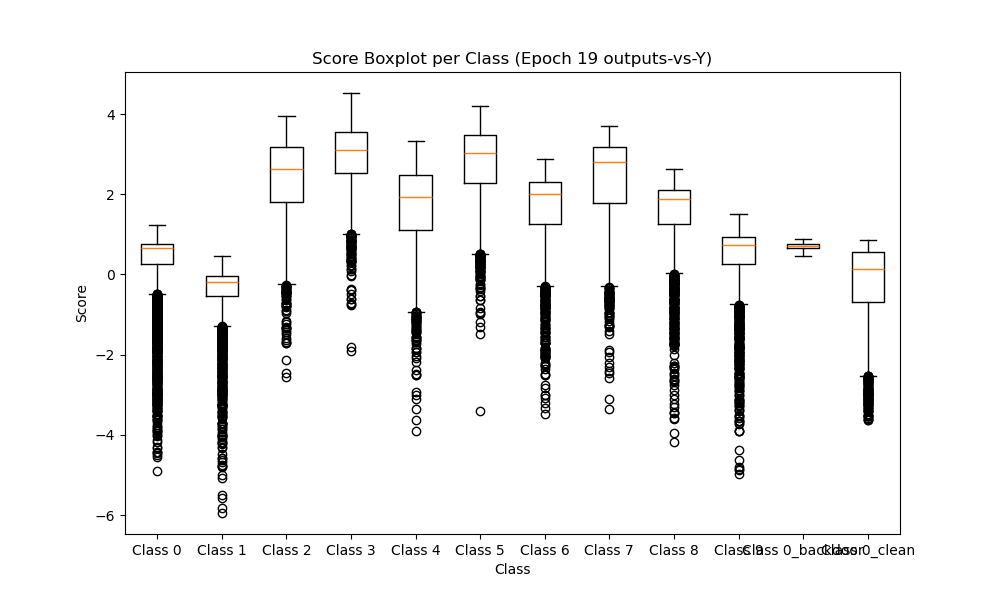 Score Boxplot per Class (Epoch 19 outputs-vs-Y)
4
2
0
−2
−4
−6
Score
Class 0 Class 1 Class 2 Class 3 Class 4 Class 5 Class 6 Class 7 Class 8 Class 9 Class 0_backdoor Class 0_clean
Class